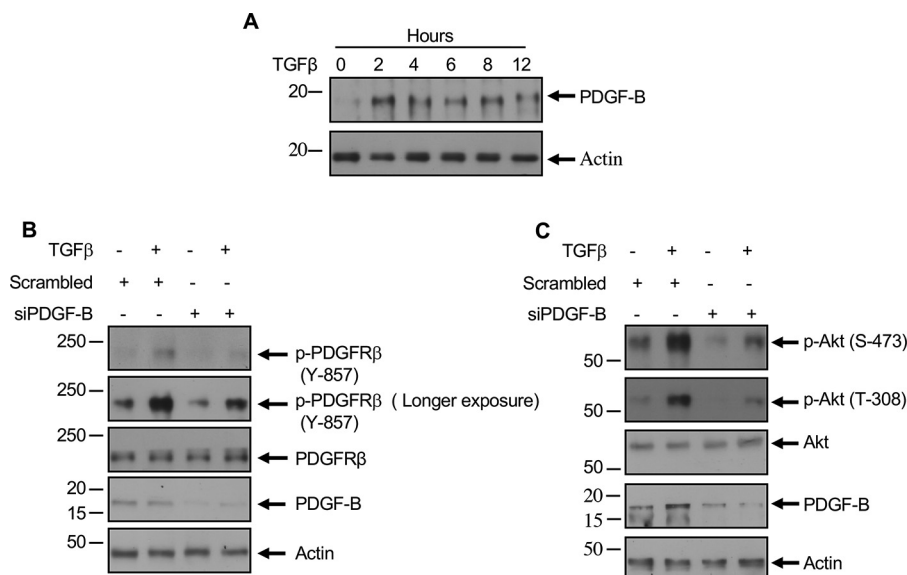 A
Hours
TGFβ 0 2 4 6 8 12
20
PDGF-B
20
Actin
B
TGFβ - + - +
Scrambled + + - -
siPDGF-B - - + +
250
p-PDGFRβ
(Y-857)
250
p-PDGFRβ ( Longer exposure)
(Y-857)
250
PDGFRβ
20
PDGF-B
15
50
Actin
C
TGFβ - + - +
Scrambled + + - -
siPDGF-B - - + +
p-Akt (S-473)
50
p-Akt (T-308)
50
Akt
50
20
PDGF-B
15
50
Actin